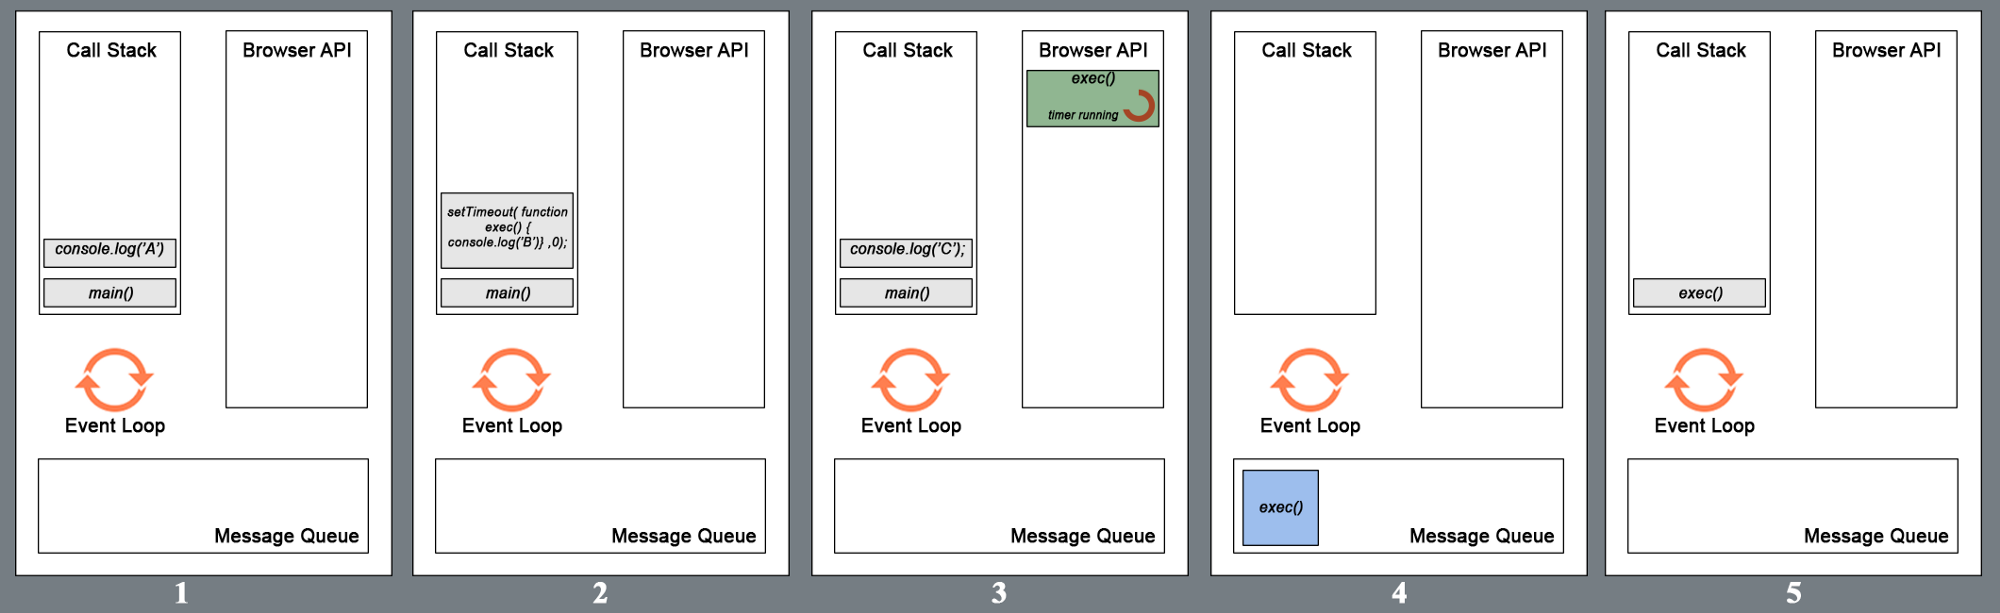 Call Stack
Browser API
console.log('A')
main()
Event Loop
Message Queue
1
Call Stack
Browser API
setTimeout( function
exec() {
console.log('B')} ,0);
main()
Event Loop
Message Queue
2
Call Stack
Browser API
exec()
timer running
console.log('C');
main()
Event Loop
Message Queue
3
Call Stack
Browser API
Event Loop
exec()
Message Queue
4
Call Stack
Browser API
exec()
Event Loop
Message Queue
5